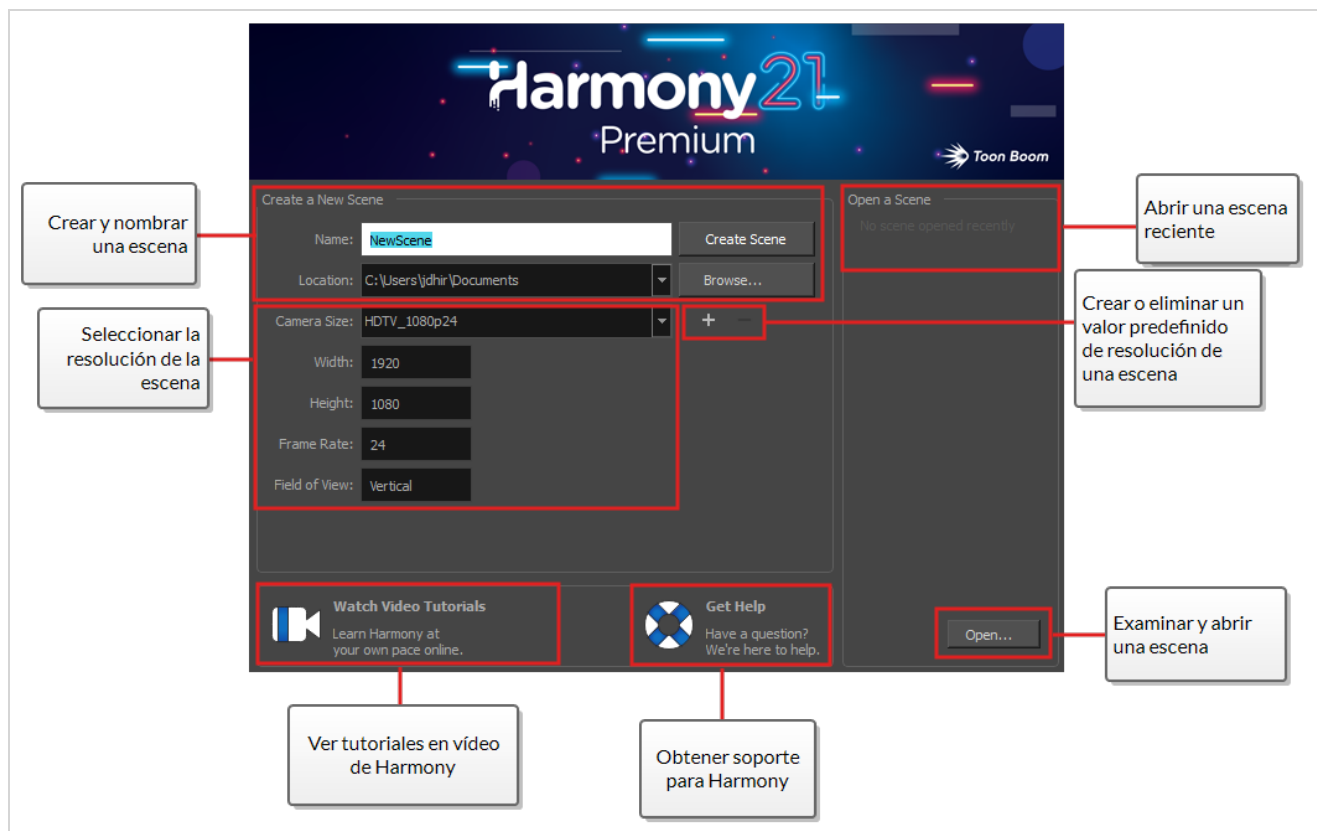 Harmony 21
Premium
Toon Boom
Create a New Scene
Name:
NewScene
Create Scene
Location:
C:\Users\jdhir\Documents
Browse...
Camera Size:
HDTV_1080p24
+
−
Width:
1920
Height:
1080
Frame Rate:
24
Field of View:
Vertical
Open a Scene
No scene opened recently
Watch Video Tutorials
Learn Harmony at
your own pace online.
Get Help
Have a question?
We're here to help.
Open...
Crear y nombrar
una escena
Seleccionar la
resolución de la
escena
Abrir una escena
reciente
Crear o eliminar un
valor predefinido
de resolución de
una escena
Examinar y abrir
una escena
Ver tutoriales en vídeo
de Harmony
Obtener soporte
para Harmony